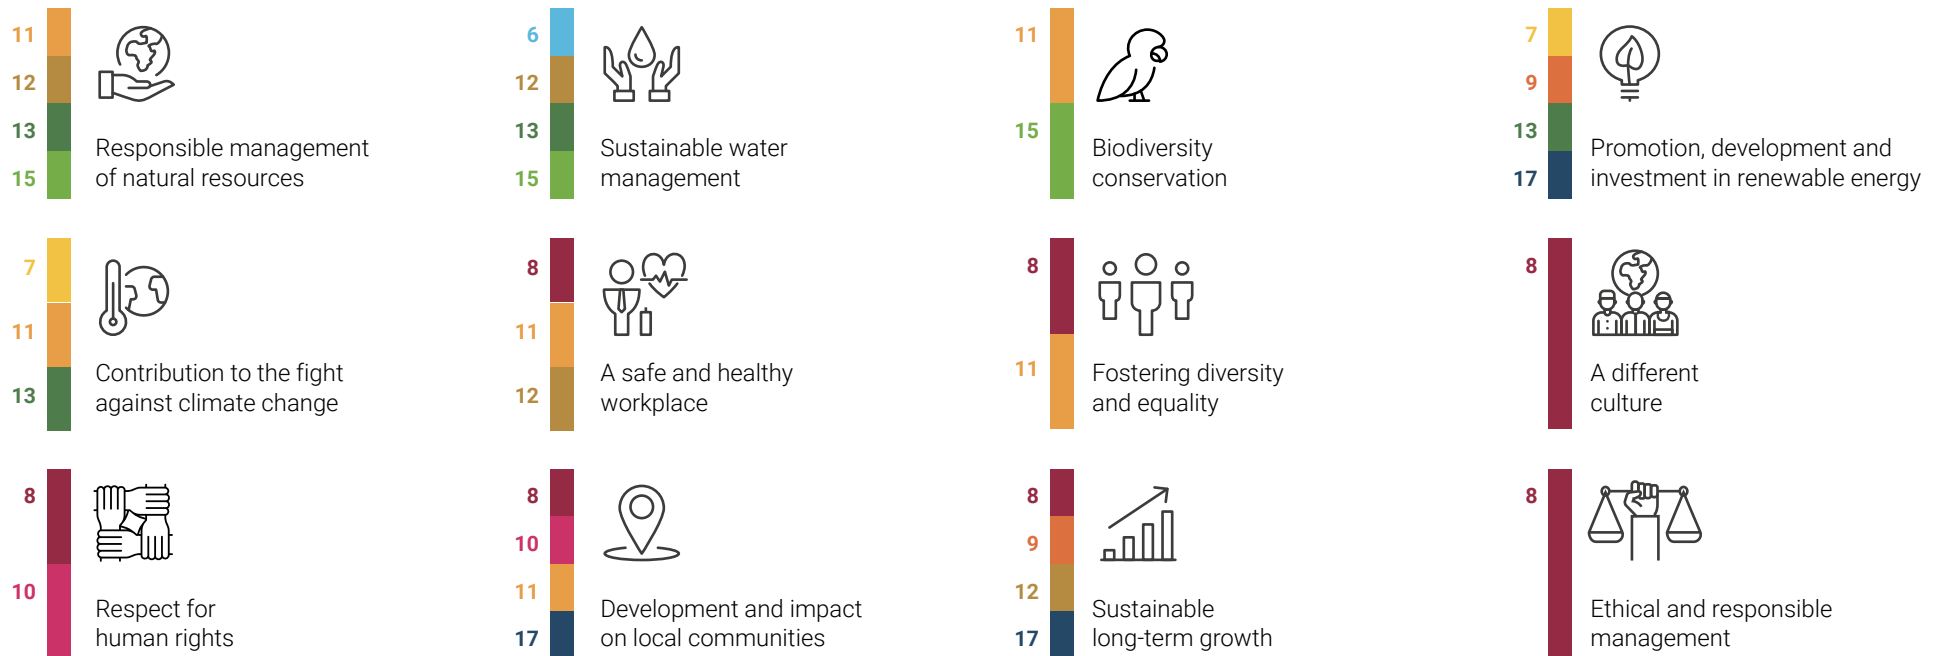 11
12
13
15
Responsible management
of natural resources
6
12
13
15
Sustainable water
management
11
15
Biodiversity
conservation
7
9
13
17
Promotion, development and
investment in renewable energy
7
11
13
Contribution to the fight
against climate change
8
11
12
A safe and healthy
workplace
8
11
Fostering diversity
and equality
8
A different
culture
8
10
Respect for
human rights
8
10
11
17
Development and impact
on local communities
8
9
12
17
Sustainable
long-term growth
8
Ethical and responsible
management